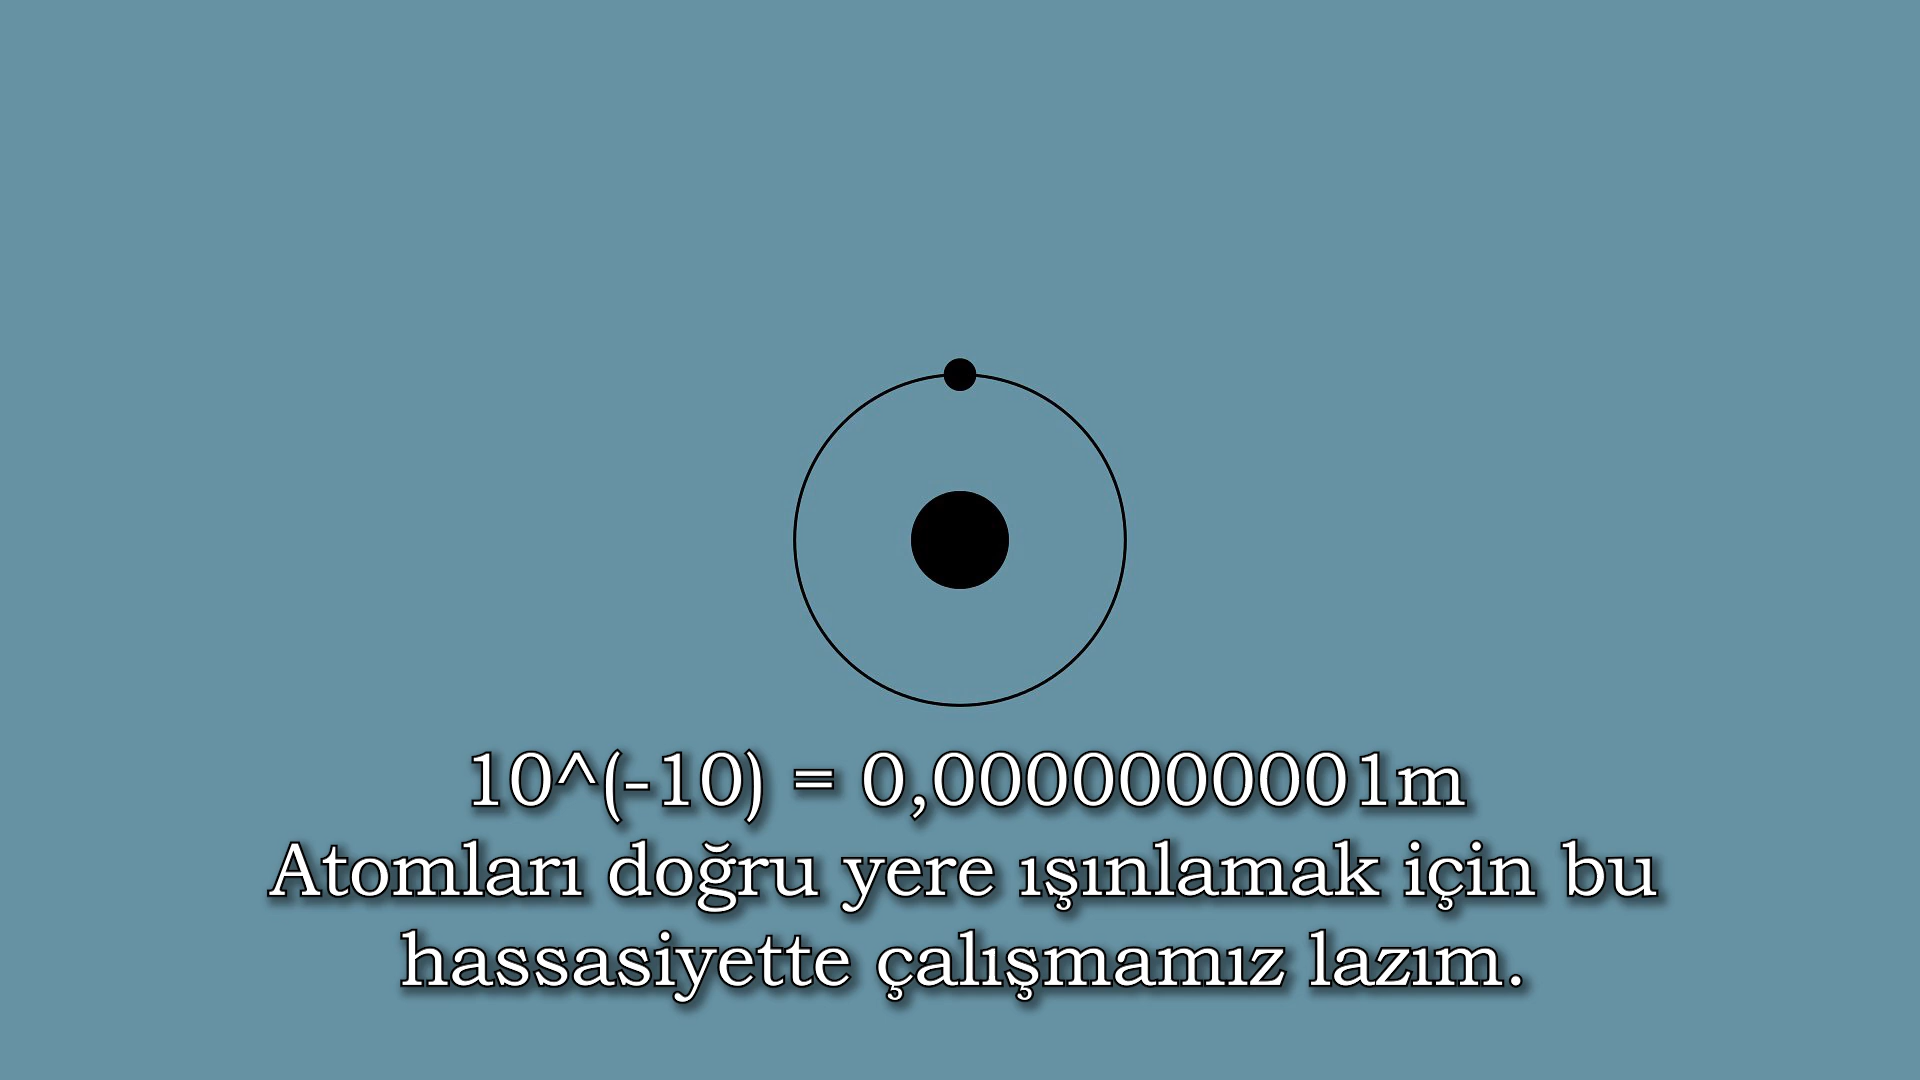 10^(-10) = 0,0000000001m
Atomları doğru yere ışınlamak için bu
hassasiyette çalışmamız lazım.